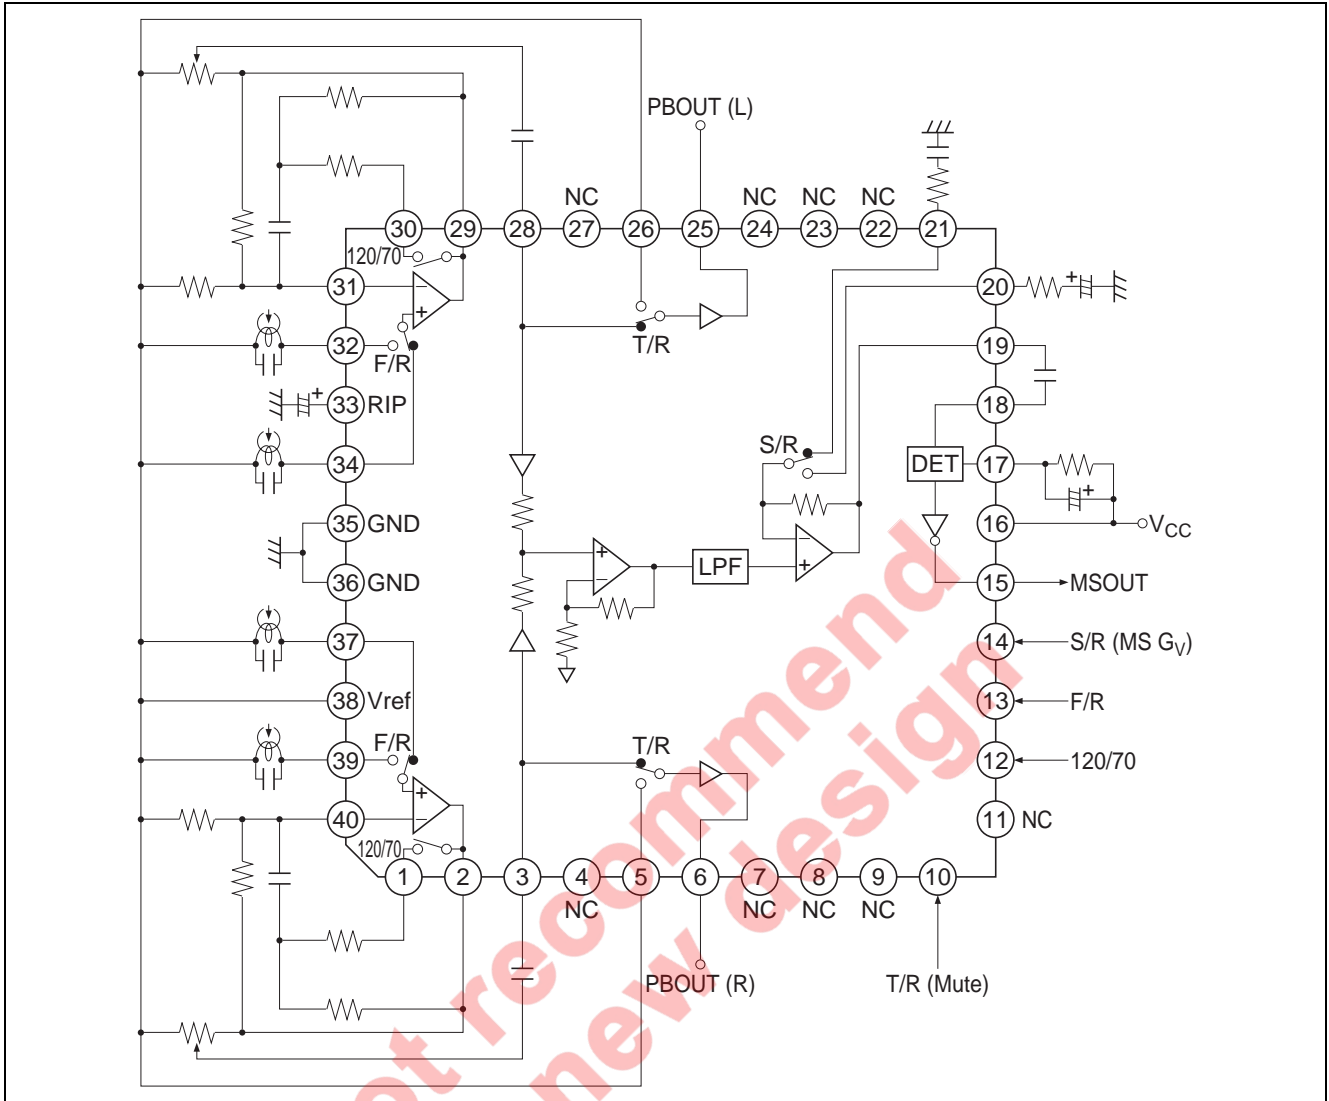 PBOUT (L)
NC
NC
NC
NC
30
29
28
27
26
25
24
23
22
21
120/70
31
20
T/R
32
F/R
19
33
RIP
18
S/R
34
DET
17
35
GND
16
VCC
LPF
36
GND
15
MSOUT
37
14
S/R (MS GV)
38
Vref
13
F/R
39
F/R
T/R
12
120/70
40
11
NC
120/70
1
2
3
4
5
6
7
8
9
10
NC
NC
NC
NC
PBOUT (R)
T/R (Mute)
ot recommend
new design